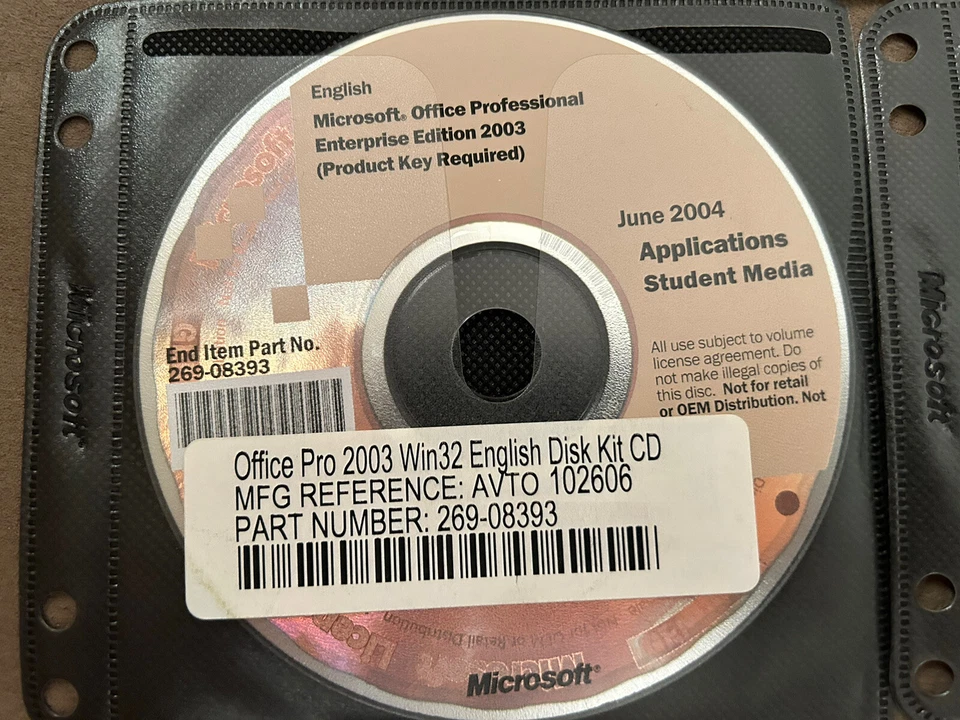 English
Microsoft® Office Professional
Enterprise Edition 2003
(Product Key Required)
June 2004
Applications
Student Media
End Item Part No.
269-08393
All use subject to volume
license agreement. Do
not make illegal copies of
this disc. Not for retail
or OEM Distribution. Not
Office Pro 2003 Win32 English Disk Kit CD
MFG REFERENCE: AVTO 102606
PART NUMBER: 269-08393
Microsoft®
Microsoft®
Microsoft